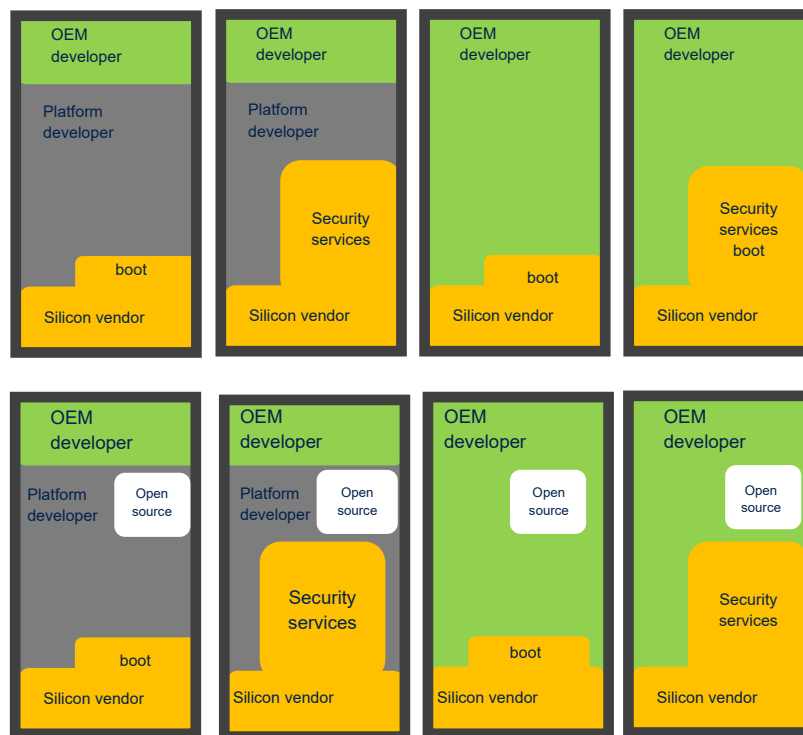 OEM
developer
Platform
developer
boot
Silicon vendor
OEM
developer
Platform
developer
Security
services
Silicon vendor
OEM
developer
boot
Silicon vendor
OEM
developer
Security
services
boot
Silicon vendor
OEM
developer
Platform
developer
Open
source
boot
Silicon vendor
OEM
developer
Platform
developer
Open
source
Security
services
Silicon vendor
OEM
developer
Open
source
boot
Silicon vendor
OEM
developer
Open
source
Security
services
Silicon vendor